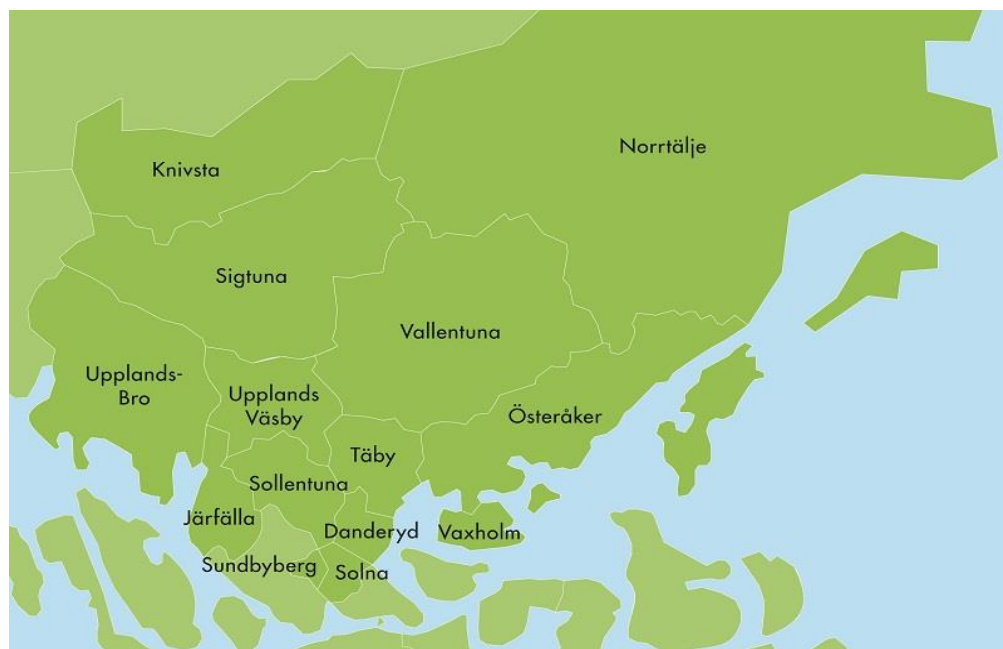 Norrtälje
Knivsta
Sigtuna
Vallentuna
Upplands-
Bro
Upplands
Väsby
Österåker
Täby
Sollentuna
Järfälla
Danderyd
Vaxholm
Sundbyberg
Solna